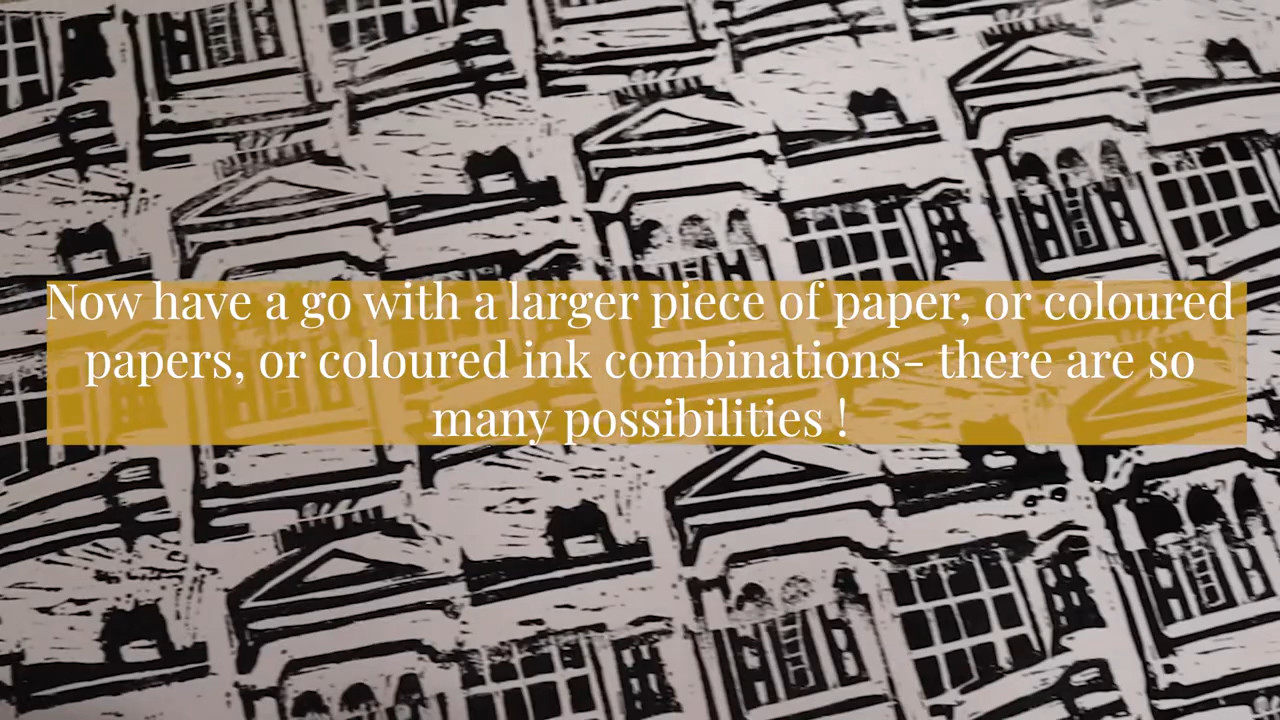 Now have a go with a larger piece of paper, or coloured
papers, or coloured ink combinations- there are so
many possibilities !